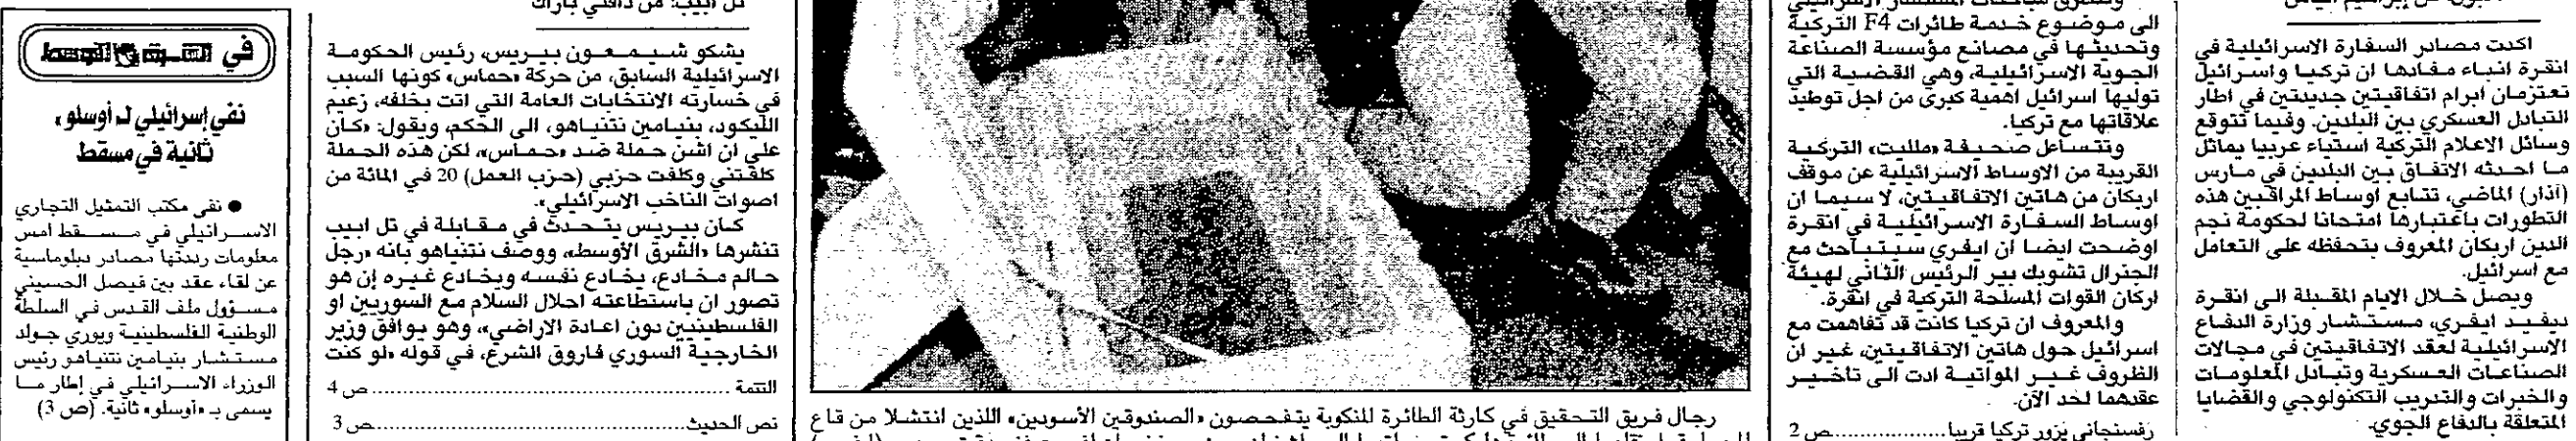 اكدت مصادر السفارة الاسرائيلية في
انقرة انباء مفادها ان تركيا واسرائيل
تعتزمان ابرام اتفاقيتين جديدتين في اطار
التبادل العسكري بين البلدين. وفيما تتوقع
وسائل الاعلام التركية استياء عربيا يماثل
ما احدثه الاتفاق بين البلدين في مارس
(آذار) الماضي، تتابع اوساط المراقبين هذه
التطورات باعتبارها امتحانا لحكومة نجم
الدين اربكان المعروف بتحفظه على التعامل
مع اسرائيل.
ويصل خلال الايام المقبلة الى انقرة
ديفيد ايفري، مستشار وزارة الدفاع
الاسرائيلية لعقد الاتفاقيتين في مجالات
الصناعات العسكرية وتبادل المعلومات
والخبرات والتدريب التكنولوجي والقضايا
المتعلقة بالدفاع الجوي.
الى موضوع خدمة طائرات F4 التركية
وتحديثها في مصانع مؤسسة الصناعة
الجوية الاسرائيلية، وهي القضية التي
توليها اسرائيل اهمية كبرى من اجل توطيد
علاقاتها مع تركيا.
وتتساءل صحيفة «ملليت» التركية
القريبة من الاوساط الاسرائيلية عن موقف
اربكان من هاتين الاتفاقيتين، لا سيما ان
اوساط السفارة الاسرائيلية في انقرة
اوضحت ايضا ان ايفري سيتباحث مع
الجنرال تشويك بير الرئيس الثاني لهيئة
اركان القوات المسلحة التركية في انقرة.
والمعروف ان تركيا كانت قد تفاهمت مع
اسرائيل حول هاتين الاتفاقيتين، غير ان
الظروف غير المواتية ادت الى تأخير
عقدهما لحد الآن.
رفسنجاني يزور تركيا قريبا..................ص 2
رجال فريق التحقيق في كارثة الطائرة المنكوبة يتفحصون «الصندوقين الأسودين» اللذين انتشلا من قاع
تل ابيب: من دافني باراك
يشكو شيمعون بيريس، رئيس الحكومة
الاسرائيلية السابق، من حركة «حماس» كونها السبب
في خسارته الانتخابات العامة التي اتت بخلفه، زعيم
الليكود، بنيامين نتنياهو، الى الحكم، ويقول: «كان
علي ان اشن حملة ضد «حماس»، لكن هذه الحملة
كلفتني وكلفت حزبي (حزب العمل) 20 في المائة من
اصوات الناخب الاسرائيلي».
كان بيريس يتحدث في مقابلة في تل ابيب
تنشرها «الشرق الأوسط»، ووصف نتنياهو بانه «رجل
حالم مخادع، يخادع نفسه ويخادع غيره إن هو
تصور ان باستطاعته احلال السلام مع السوريين او
الفلسطينيين دون اعادة الاراضي»، وهو يوافق وزير
الخارجية السوري فاروق الشرع، في قوله «لو كنت
التتمة ........................................ص 4
نص الحديث........................................ص 3
في الشرق الأوسط
نفي إسرائيلي لـ«أوسلو»
ثانية في مسقط
● نفى مكتب التمثيل التجاري
الاسرائيلي في مسقط امس
معلومات رددتها مصادر دبلوماسية
عن لقاء عقد بين فيصل الحسيني
مسؤول ملف القدس في السلطة
الوطنية الفلسطينية ويوري جولد
مستشار بنيامين نتنياهو رئيس
الوزراء الاسرائيلي في إطار ما
يسمى بـ «أوسلو» ثانية. (ص 3)